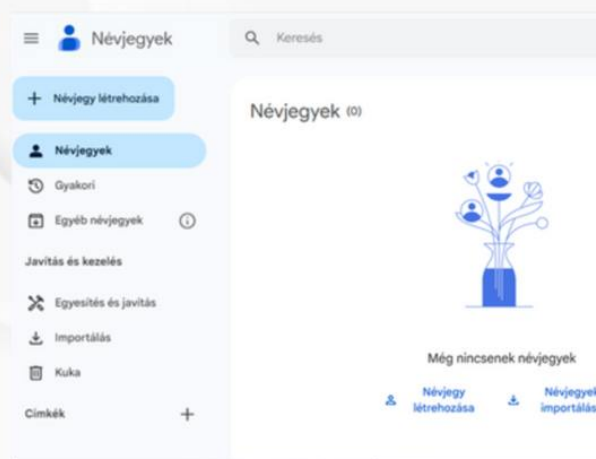 Névjegyek
Keresés
Névjegy létrehozása
Névjegyek
Gyakori
Egyéb névjegyek
Javítás és kezelés
Egyesítés és javítás
Importálás
Kuka
Címkék
Névjegyek (0)
Még nincsenek névjegyek
Névjegy
létrehozása
Névjegyek
importálás